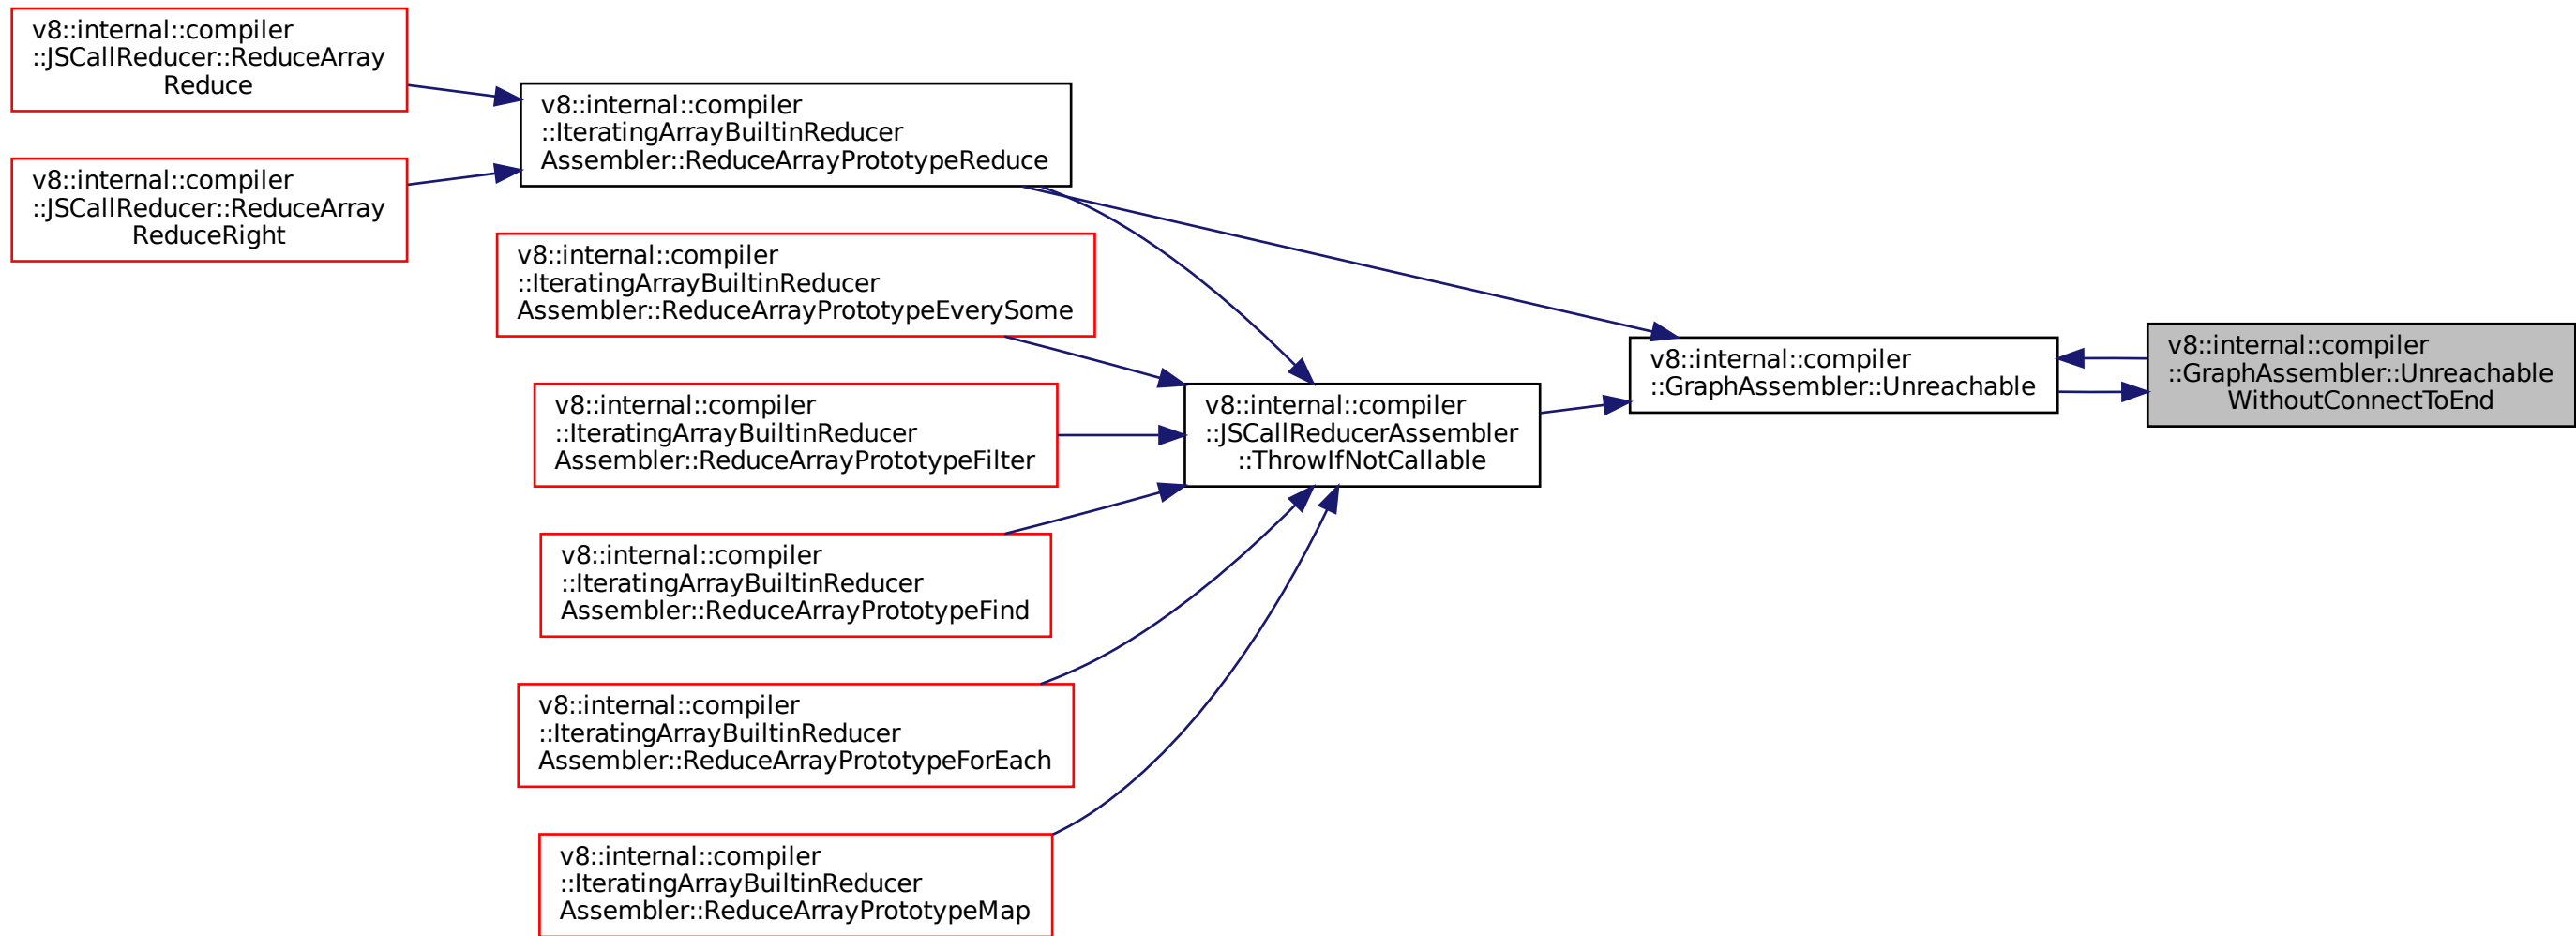 v8::internal::compiler
::JSCallReducer::ReduceArray
Reduce
v8::internal::compiler
::JSCallReducer::ReduceArray
ReduceRight
v8::internal::compiler
::IteratingArrayBuiltinReducer
Assembler::ReduceArrayPrototypeReduce
v8::internal::compiler
::IteratingArrayBuiltinReducer
Assembler::ReduceArrayPrototypeEverySome
v8::internal::compiler
::IteratingArrayBuiltinReducer
Assembler::ReduceArrayPrototypeFilter
v8::internal::compiler
::IteratingArrayBuiltinReducer
Assembler::ReduceArrayPrototypeFind
v8::internal::compiler
::IteratingArrayBuiltinReducer
Assembler::ReduceArrayPrototypeForEach
v8::internal::compiler
::IteratingArrayBuiltinReducer
Assembler::ReduceArrayPrototypeMap
v8::internal::compiler
::JSCallReducerAssembler
::ThrowIfNotCallable
v8::internal::compiler
::GraphAssembler::Unreachable
v8::internal::compiler
::GraphAssembler::Unreachable
WithoutConnectToEnd